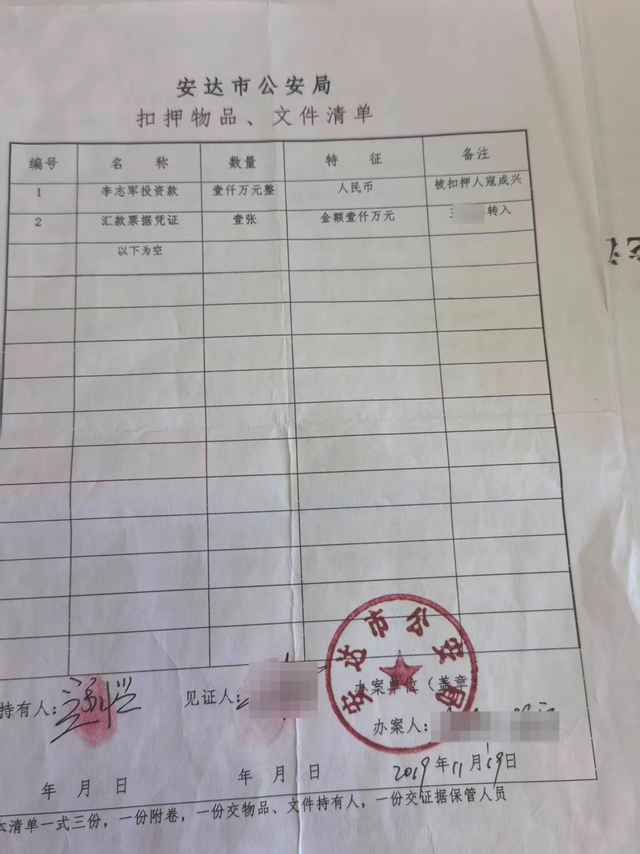 安达市公安局
扣押物品、文件清单
编号 名 称 数量 特 征 备注
1 李志军投资款 壹仟万元整 人民币 被扣押人寇成兴
2 汇款票据凭证 壹张 金额壹仟万元 转入
以下为空
安达市公安局
持有人： 见证人： 办案单位（盖章
办案人：
年 月 日 年 月 日 2019年11月19日
本清单一式三份，一份附卷，一份交物品、文件持有人，一份交证据保管人员